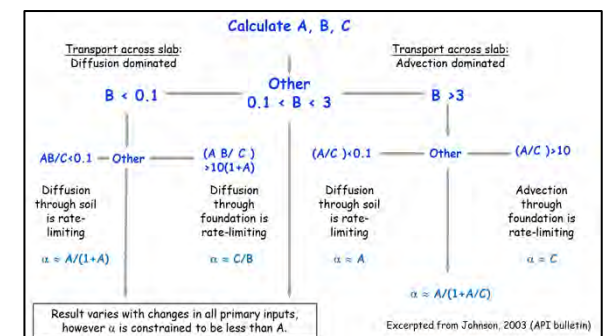 Calculate A, B, C
Transport across slab:
Diffusion dominated
Transport across slab:
Advection dominated
B < 0.1
Other
0.1 < B < 3
B >3
AB/C<0.1
Other
(A B/ C )
>10(1+A)
(A/C )<0.1
Other
(A/C )>10
Diffusion
through soil
is rate-
limiting
Diffusion
through
foundation is
rate-limiting
Diffusion
through
soil is
rate-
limiting
Advection
through
foundation is
rate-limiting
α ≈ A/(1+A)
α ≈ C/B
α ≈ A
α ≈ C
α ≈ A/(1+A/C)
Result varies with changes in all primary inputs,
however α is constrained to be less than A.
Excerpted from Johnson, 2003 (API bulletin)